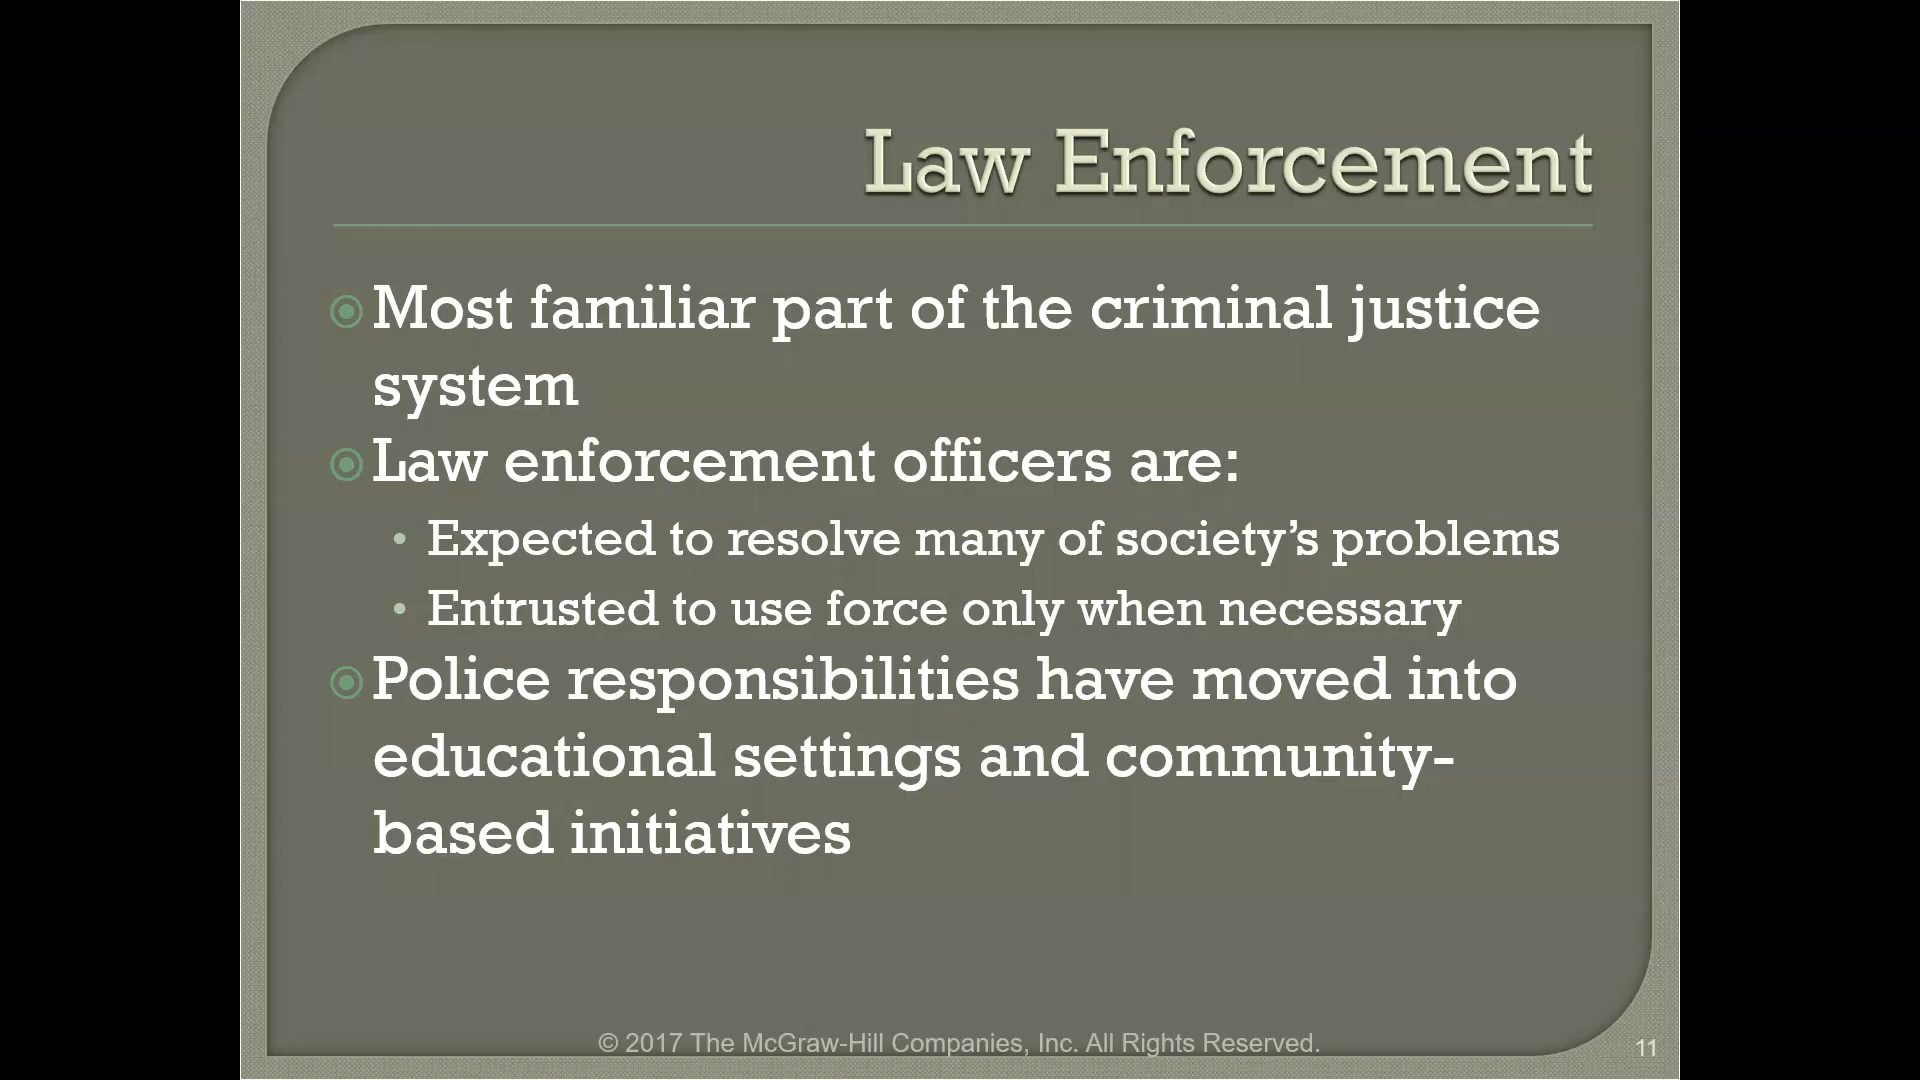 Law Enforcement
Most familiar part of the criminal justice
system
Law enforcement officers are:
• Expected to resolve many of society’s problems
• Entrusted to use force only when necessary
Police responsibilities have moved into
educational settings and community-
based initiatives
© 2017 The McGraw-Hill Companies, Inc. All Rights Reserved.
11